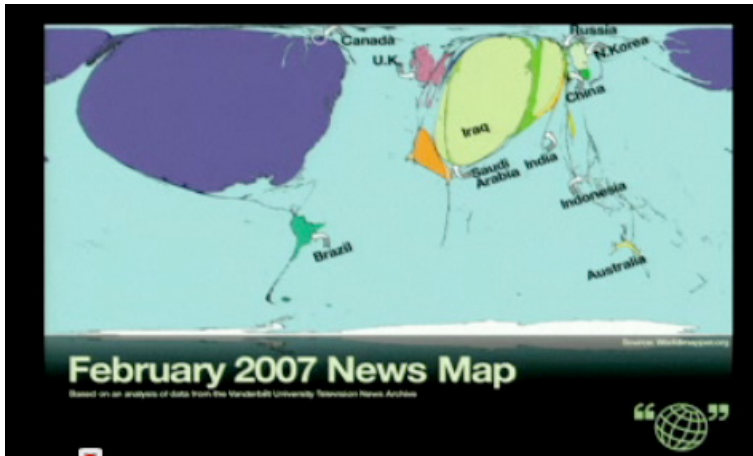 Canada
Russia
U.K.
N.Korea
China
Iraq
Saudi
Arabia
India
Indonesia
Brazil
Australia
Source: Worldmapper.org
February 2007 News Map
Based on an analysis of data from the Vanderbilt University Television News Archive
“ ”